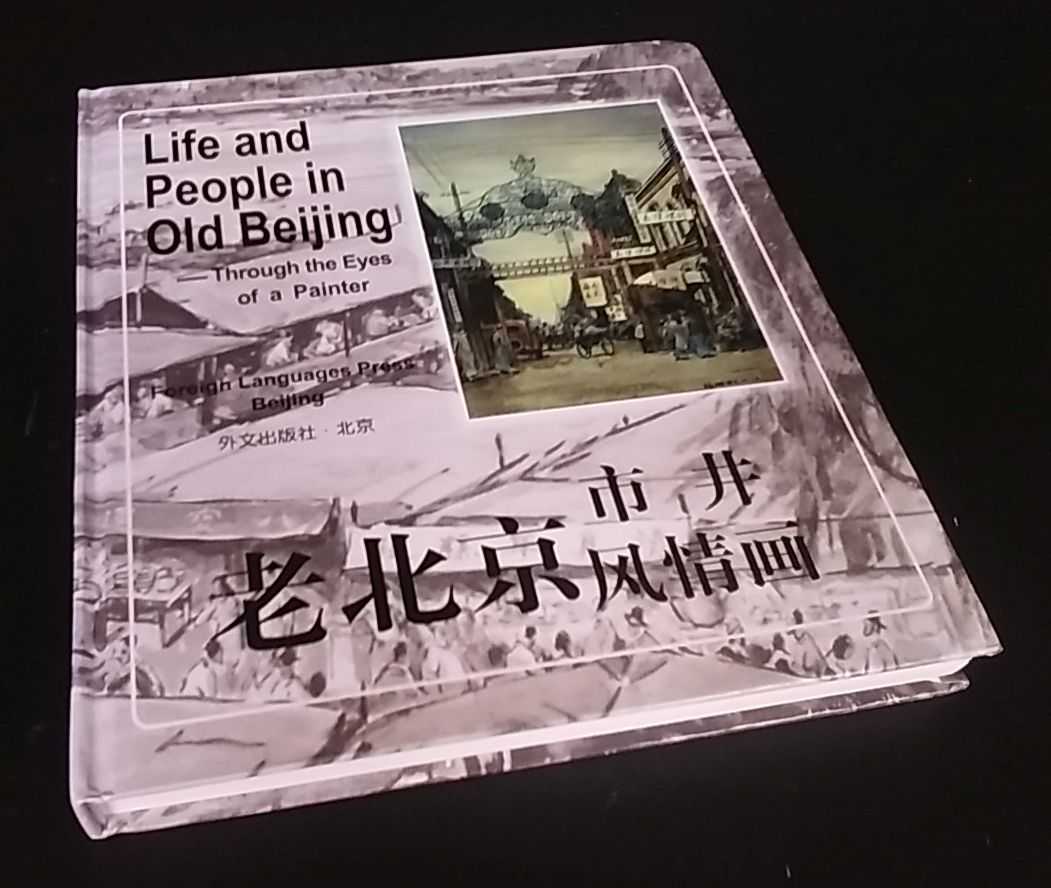 Life and
People in
Old Beijing
—Through the Eyes
of a Painter
Foreign Languages Press
Beijing
外文出版社·北京
老北京
市井
风情画